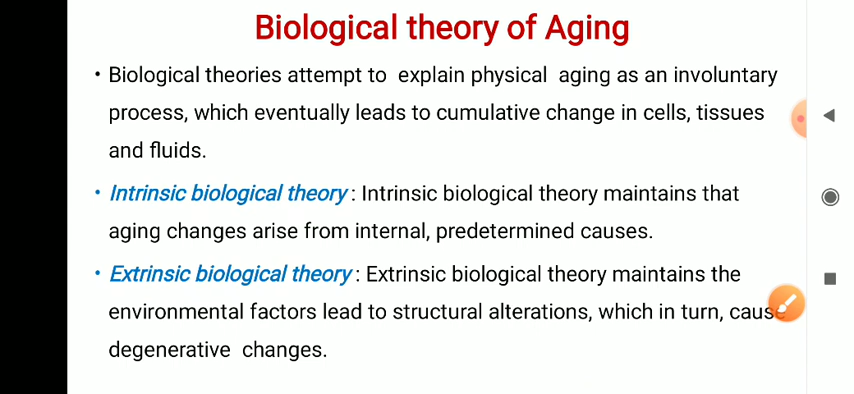 Biological theory of Aging
• Biological theories attempt to explain physical aging as an involuntary
process, which eventually leads to cumulative change in cells, tissues
and fluids.
• Intrinsic biological theory : Intrinsic biological theory maintains that
aging changes arise from internal, predetermined causes.
• Extrinsic biological theory : Extrinsic biological theory maintains the
environmental factors lead to structural alterations, which in turn, cause
degenerative changes.